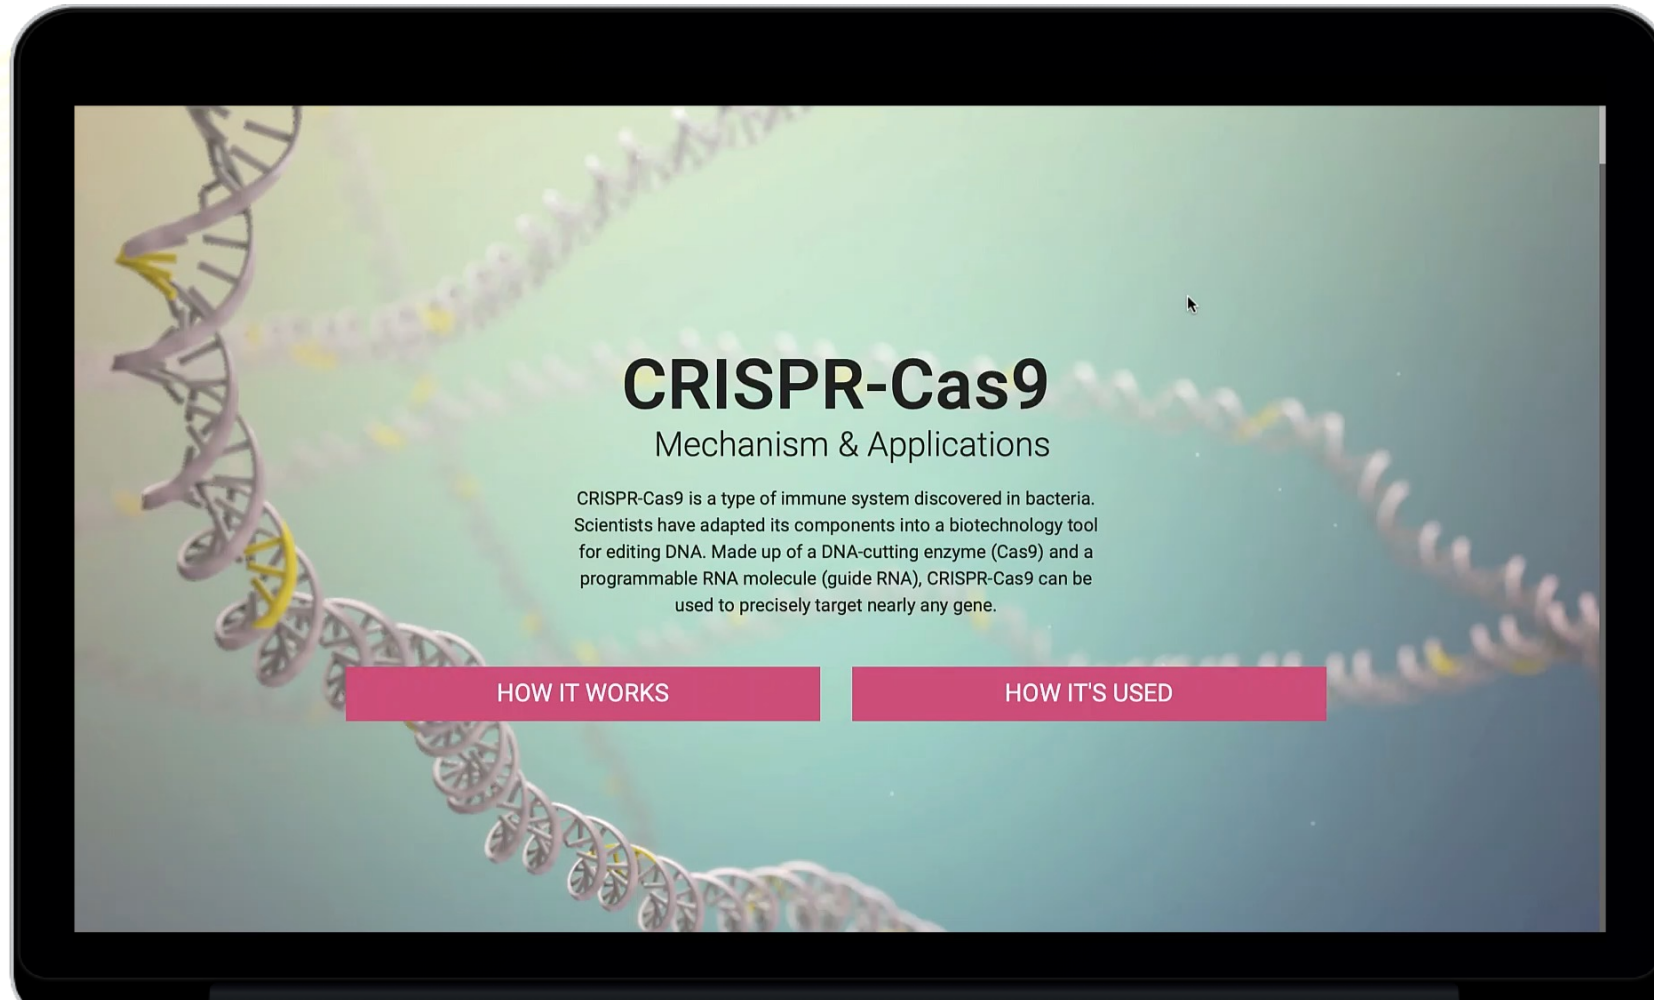 CRISPR-Cas9
Mechanism & Applications
CRISPR-Cas9 is a type of immune system discovered in bacteria.
Scientists have adapted its components into a biotechnology tool
for editing DNA. Made up of a DNA-cutting enzyme (Cas9) and a
programmable RNA molecule (guide RNA), CRISPR-Cas9 can be
used to precisely target nearly any gene.
HOW IT WORKS
HOW IT'S USED